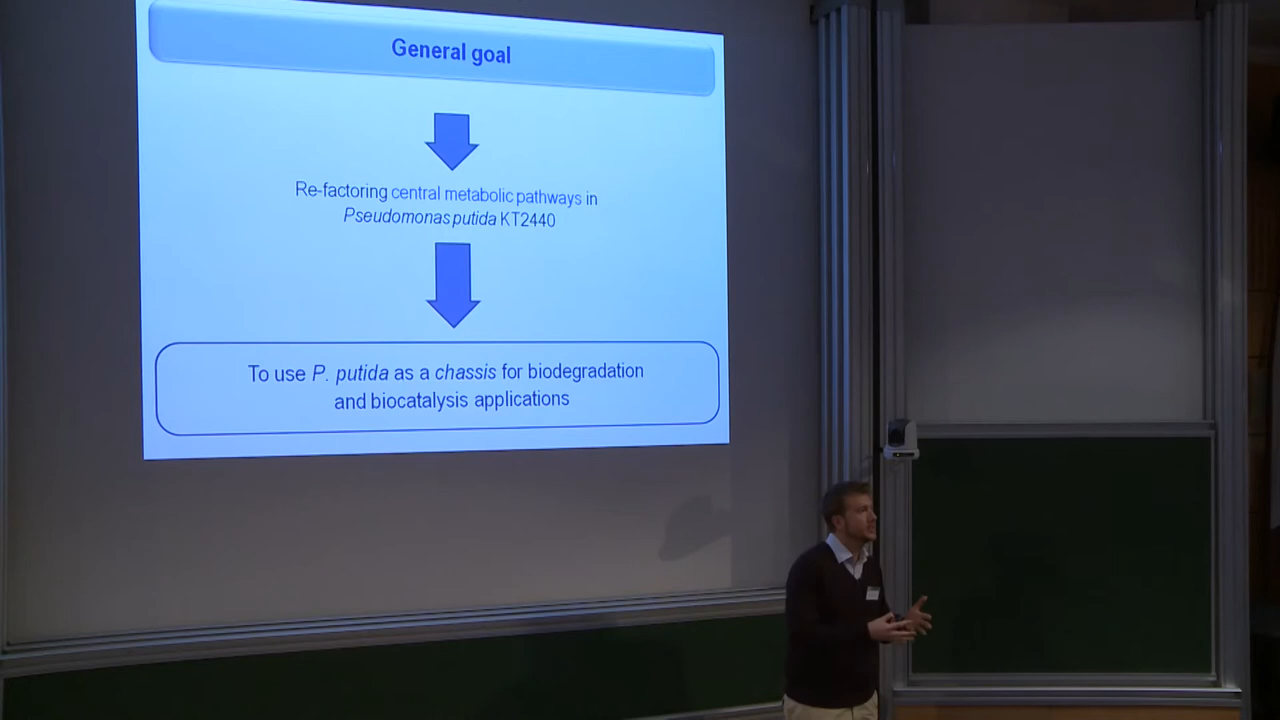 General goal
Re-factoring central metabolic pathways in
Pseudomonas putida KT2440
To use P. putida as a chassis for biodegradation
and biocatalysis applications